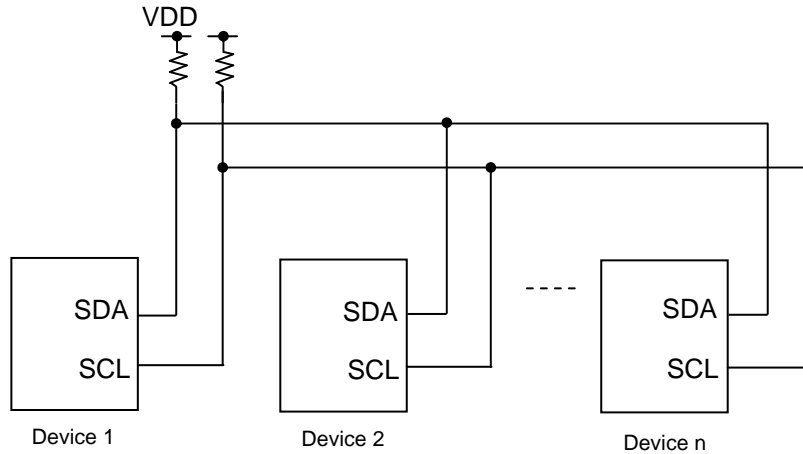 VDD
SDA
SCL
Device 1
SDA
SCL
Device 2
SDA
SCL
Device n